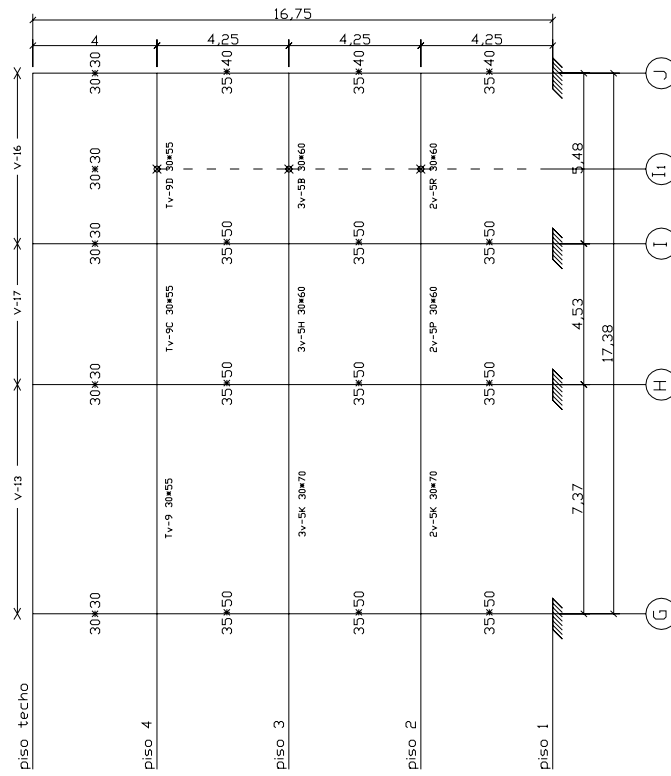 16,75
4
4,25
4,25
4,25
30*30
35*40
35*40
35*40
J
V-16
30*30
Tv-9D 30*55
3v-5B 30*60
2v-5R 30*60
5,48
I1
30*30
35*50
35*50
35*50
I
V-17
Tv-9C 30*55
3v-5H 30*60
2v-5P 30*60
4,53
17,38
30*30
35*50
35*50
35*50
H
V-13
Tv-9 30*55
3v-5K 30*70
2v-5K 30*70
7,37
30*30
35*50
35*50
35*50
G
piso techo
piso 4
piso 3
piso 2
piso 1